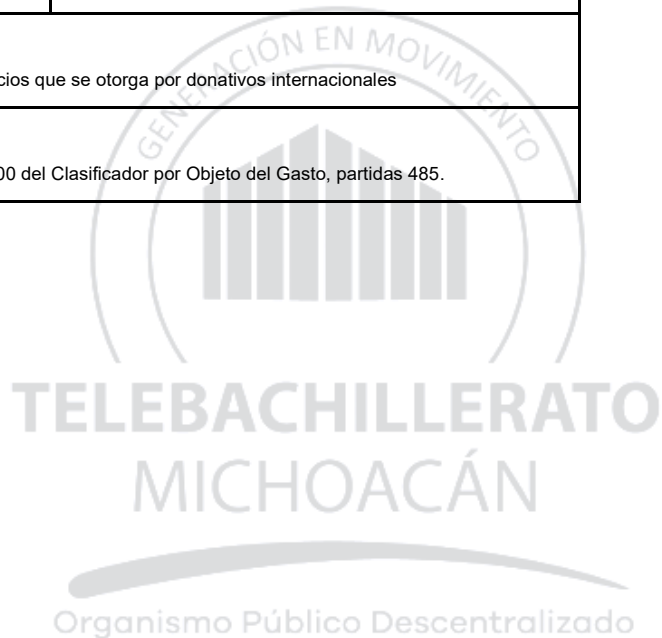 GENERACIÓN EN MOVIMIENTO
cios que se otorga por donativos internacionales
00 del Clasificador por Objeto del Gasto, partidas 485.
TELEBACHILLERATO
MICHOACÁN
Organismo Público Descentralizado